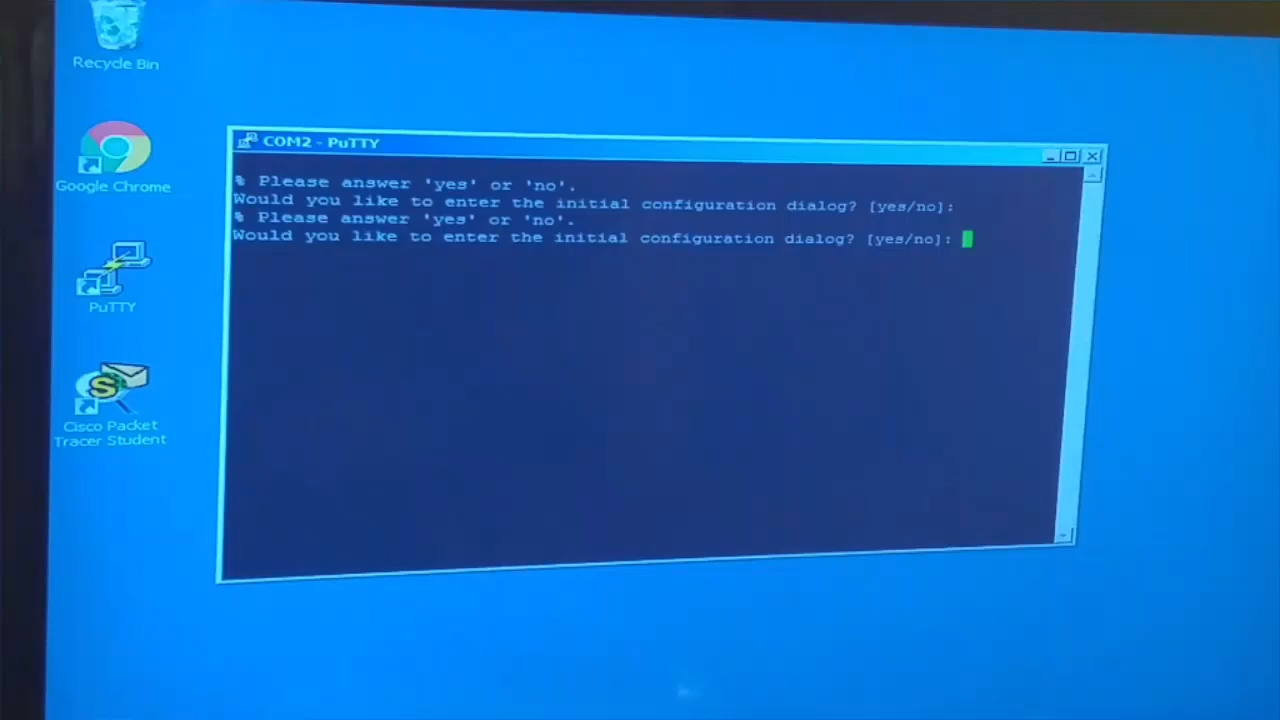 Recycle Bin
Google Chrome
PuTTY
Cisco Packet
Tracer Student
COM2 - PuTTY
% Please answer 'yes' or 'no'.
Would you like to enter the initial configuration dialog? [yes/no]:
% Please answer 'yes' or 'no'.
Would you like to enter the initial configuration dialog? [yes/no]: